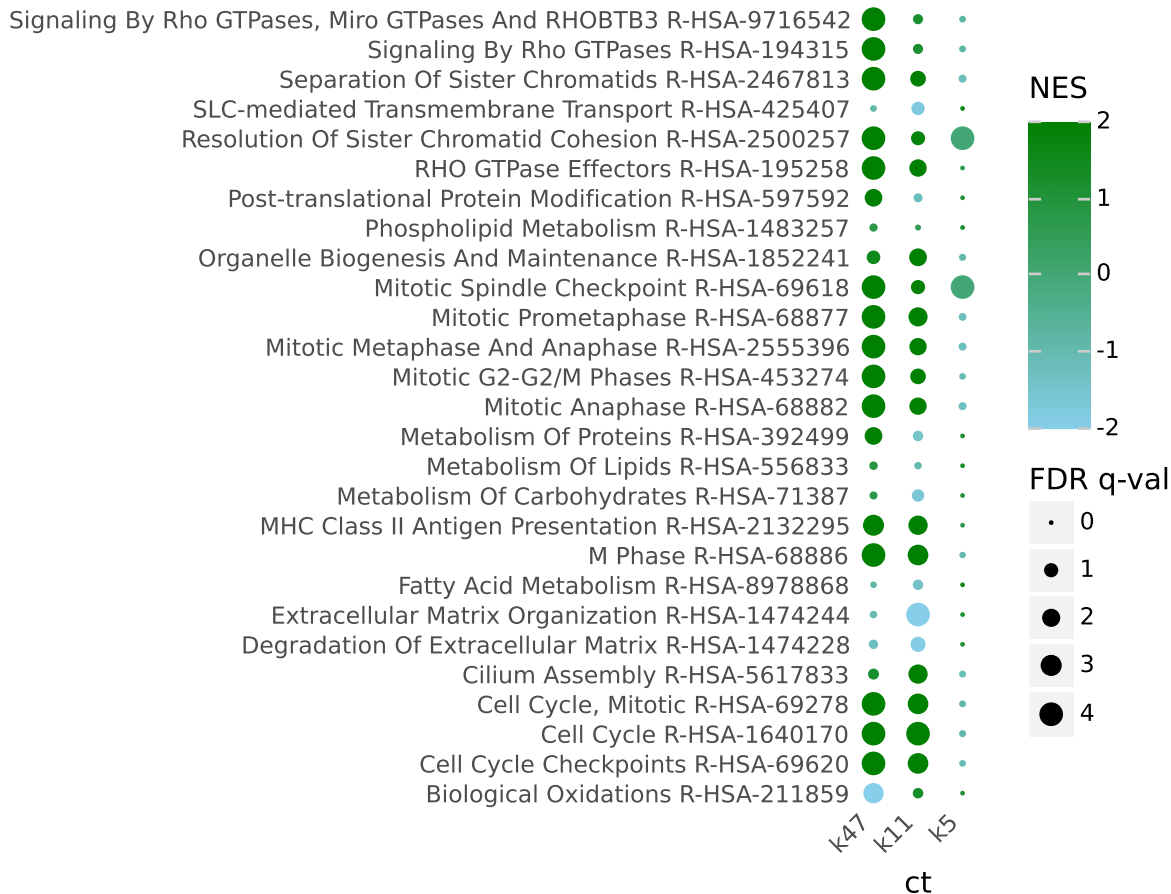 Signaling By Rho GTPases, Miro GTPases And RHOBTB3 R-HSA-9716542
Signaling By Rho GTPases R-HSA-194315
Separation Of Sister Chromatids R-HSA-2467813
SLC-mediated Transmembrane Transport R-HSA-425407
Resolution Of Sister Chromatid Cohesion R-HSA-2500257
RHO GTPase Effectors R-HSA-195258
Post-translational Protein Modification R-HSA-597592
Phospholipid Metabolism R-HSA-1483257
Organelle Biogenesis And Maintenance R-HSA-1852241
Mitotic Spindle Checkpoint R-HSA-69618
Mitotic Prometaphase R-HSA-68877
Mitotic Metaphase And Anaphase R-HSA-2555396
Mitotic G2-G2/M Phases R-HSA-453274
Mitotic Anaphase R-HSA-68882
Metabolism Of Proteins R-HSA-392499
Metabolism Of Lipids R-HSA-556833
Metabolism Of Carbohydrates R-HSA-71387
MHC Class II Antigen Presentation R-HSA-2132295
M Phase R-HSA-68886
Fatty Acid Metabolism R-HSA-8978868
Extracellular Matrix Organization R-HSA-1474244
Degradation Of Extracellular Matrix R-HSA-1474228
Cilium Assembly R-HSA-5617833
Cell Cycle, Mitotic R-HSA-69278
Cell Cycle R-HSA-1640170
Cell Cycle Checkpoints R-HSA-69620
Biological Oxidations R-HSA-211859
k47
k11
k5
ct
NES
2
1
0
-1
-2
FDR q-val
0
1
2
3
4